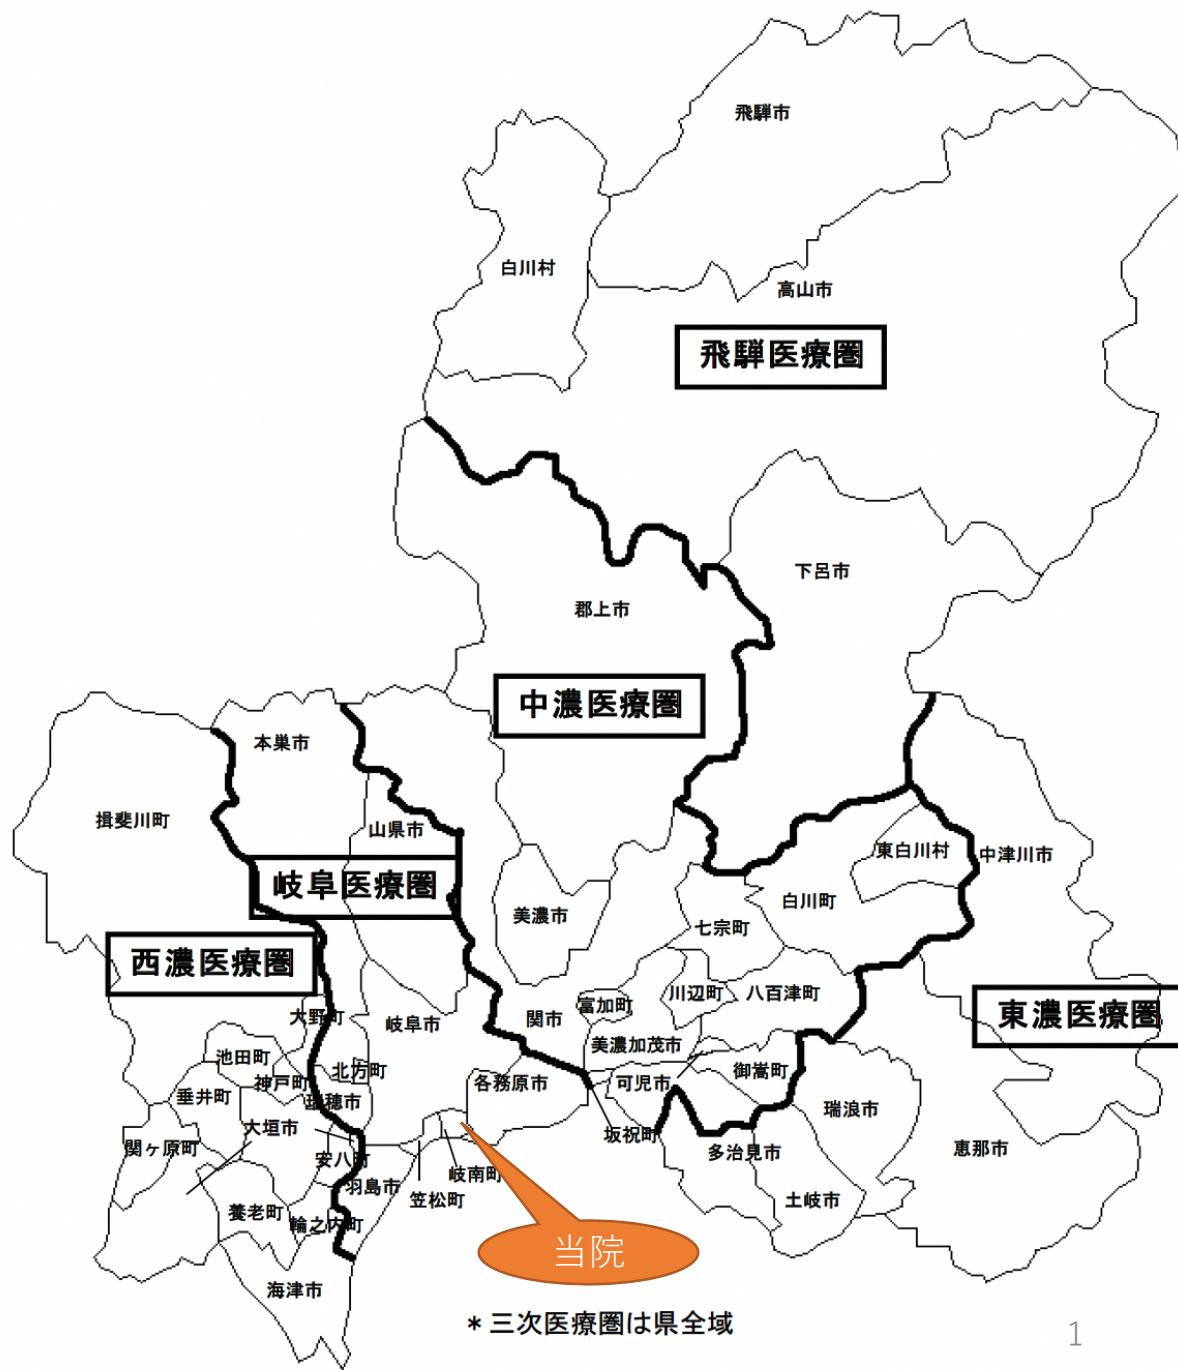 飛騨市
白川村
高山市
飛騨医療圏
下呂市
郡上市
中濃医療圏
本巣市
揖斐川町
山県市
東白川村
中津川市
岐阜医療圏
白川町
美濃市
七宗町
西濃医療圏
川辺町
八百津町
富加町
東濃医療圏
大野町
岐阜市
関市
美濃加茂市
池田町
北方町
御嵩町
神戸町
各務原市
可児市
垂井町
瑞穂市
瑞浪市
大垣市
坂祝町
関ヶ原町
安八町
多治見市
恵那市
岐南町
羽島市
笠松町
土岐市
養老町
輪之内町
当院
海津市
*三次医療圏は県全域
1